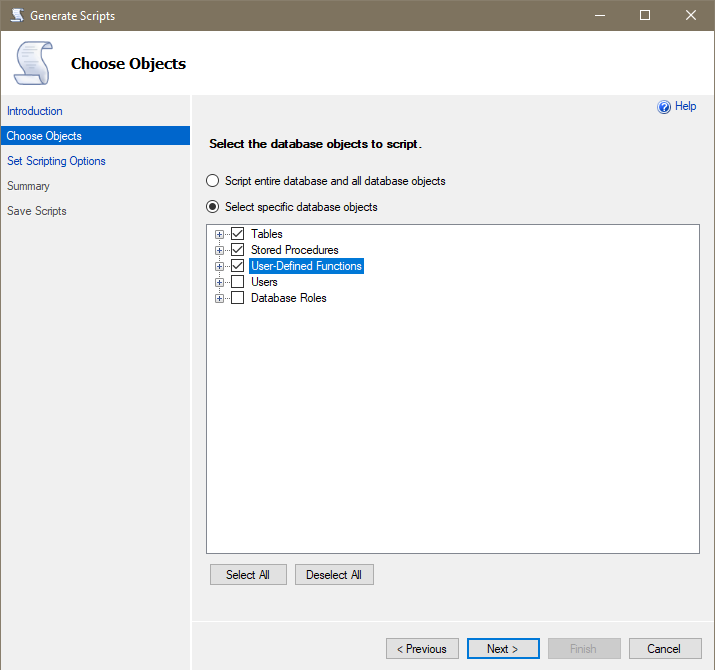 Generate Scripts
Choose Objects
Help
Introduction
Choose Objects
Set Scripting Options
Summary
Save Scripts
Select the database objects to script.
Script entire database and all database objects
Select specific database objects
Tables
Stored Procedures
User-Defined Functions
Users
Database Roles
Select All Deselect All
< Previous Next > Finish Cancel